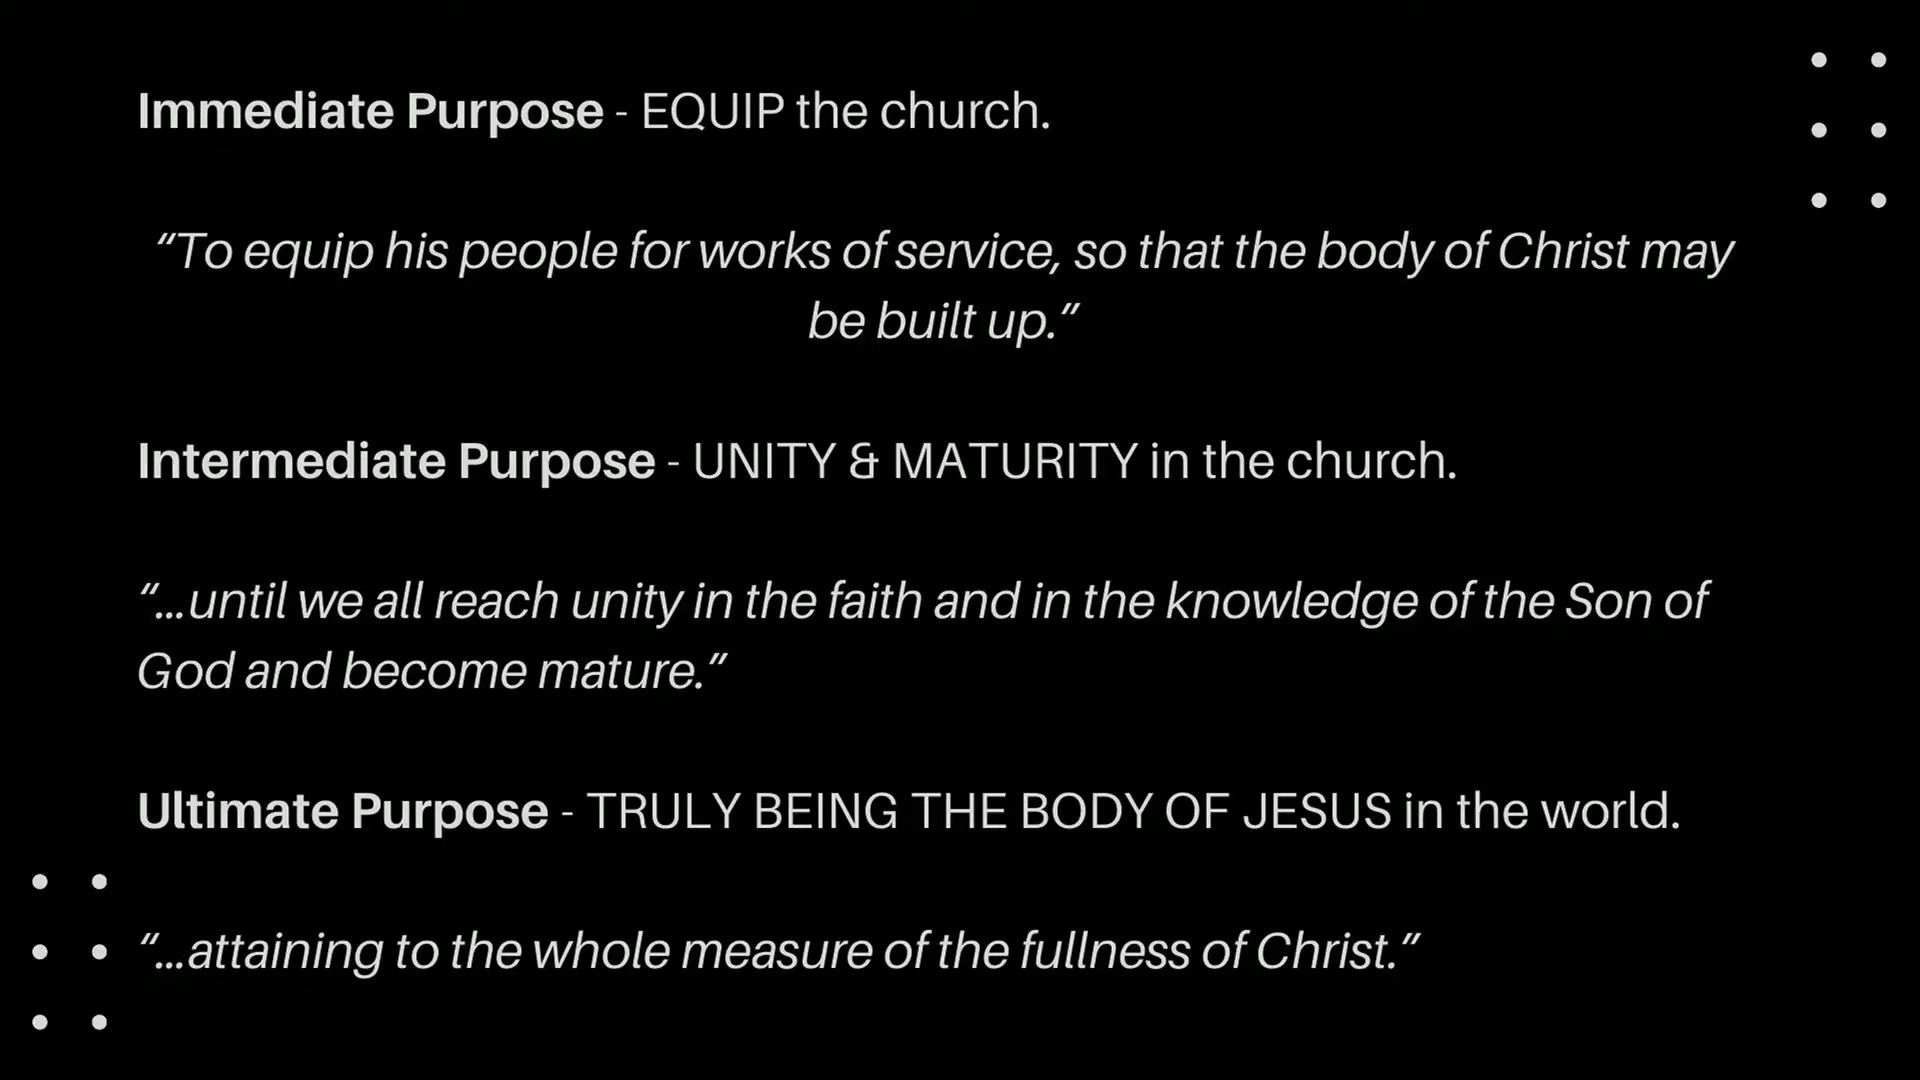 Immediate Purpose - EQUIP the church.
“To equip his people for works of service, so that the body of Christ may
be built up.”
Intermediate Purpose - UNITY & MATURITY in the church.
“...until we all reach unity in the faith and in the knowledge of the Son of
God and become mature.”
Ultimate Purpose - TRULY BEING THE BODY OF JESUS in the world.
“...attaining to the whole measure of the fullness of Christ.”